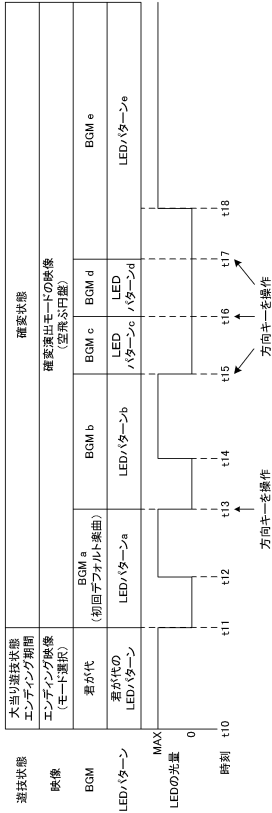 遊技状態
大当り遊技状態
エンディング期間
確変状態
映像
エンディング映像
(モード選択)
確変演出モードの映像
(空飛ぶ円盤)
BGM
君が代
BGM a
(初回デフォルト楽曲)
BGM b
BGM c
BGM d
BGM e
LEDパターン
君が代の
LEDパターン
LEDパターンa
LEDパターンb
LED
パターンc
LED
パターンd
LEDパターンe
LEDの光量
MAX
0
時刻
t10
t11
t12
t13
t14
t15
t16
t17
t18
方向キーを操作
方向キーを操作